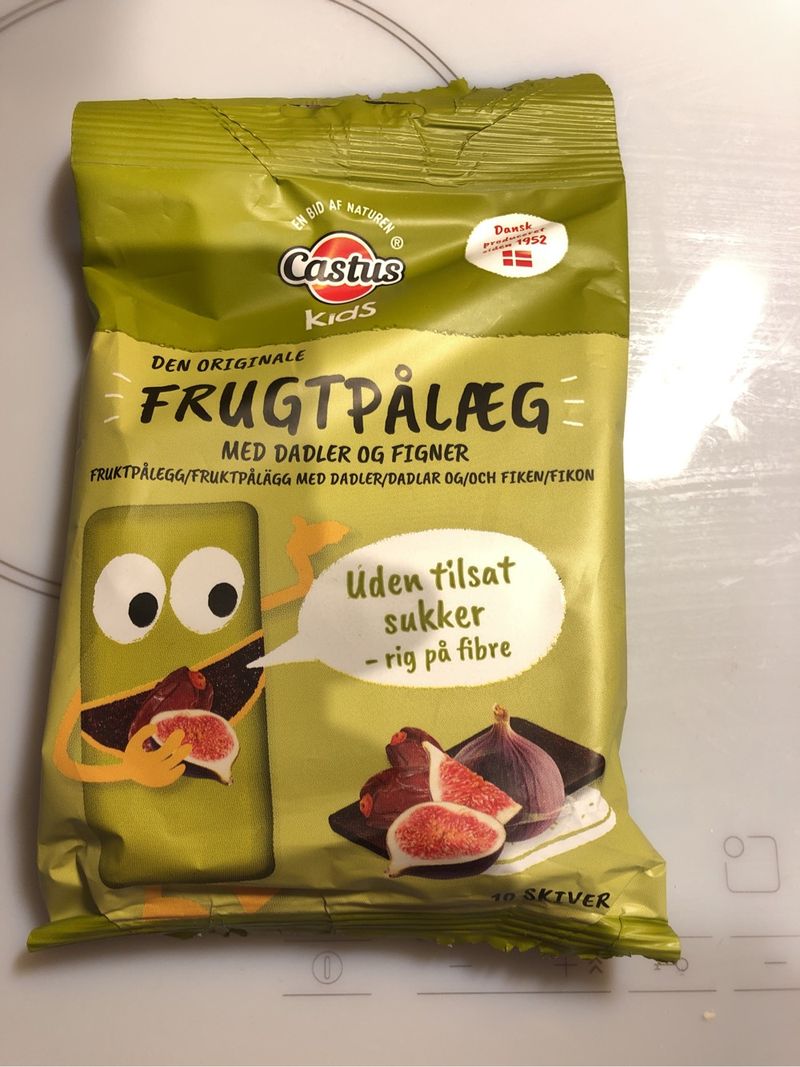 EN BID AF NATUREN
®
Castus
Kids
Dansk
produceret
siden 1952
DEN ORIGINALE
FRUGTPÅLÆG
MED DADLER OG FIGNER
FRUKTPÅLEGG/FRUKTPÅLÄGG MED DADLER/DADLAR OG/OCH FIKEN/FIKON
Uden tilsat
sukker
- rig på fibre
10 SKIVER